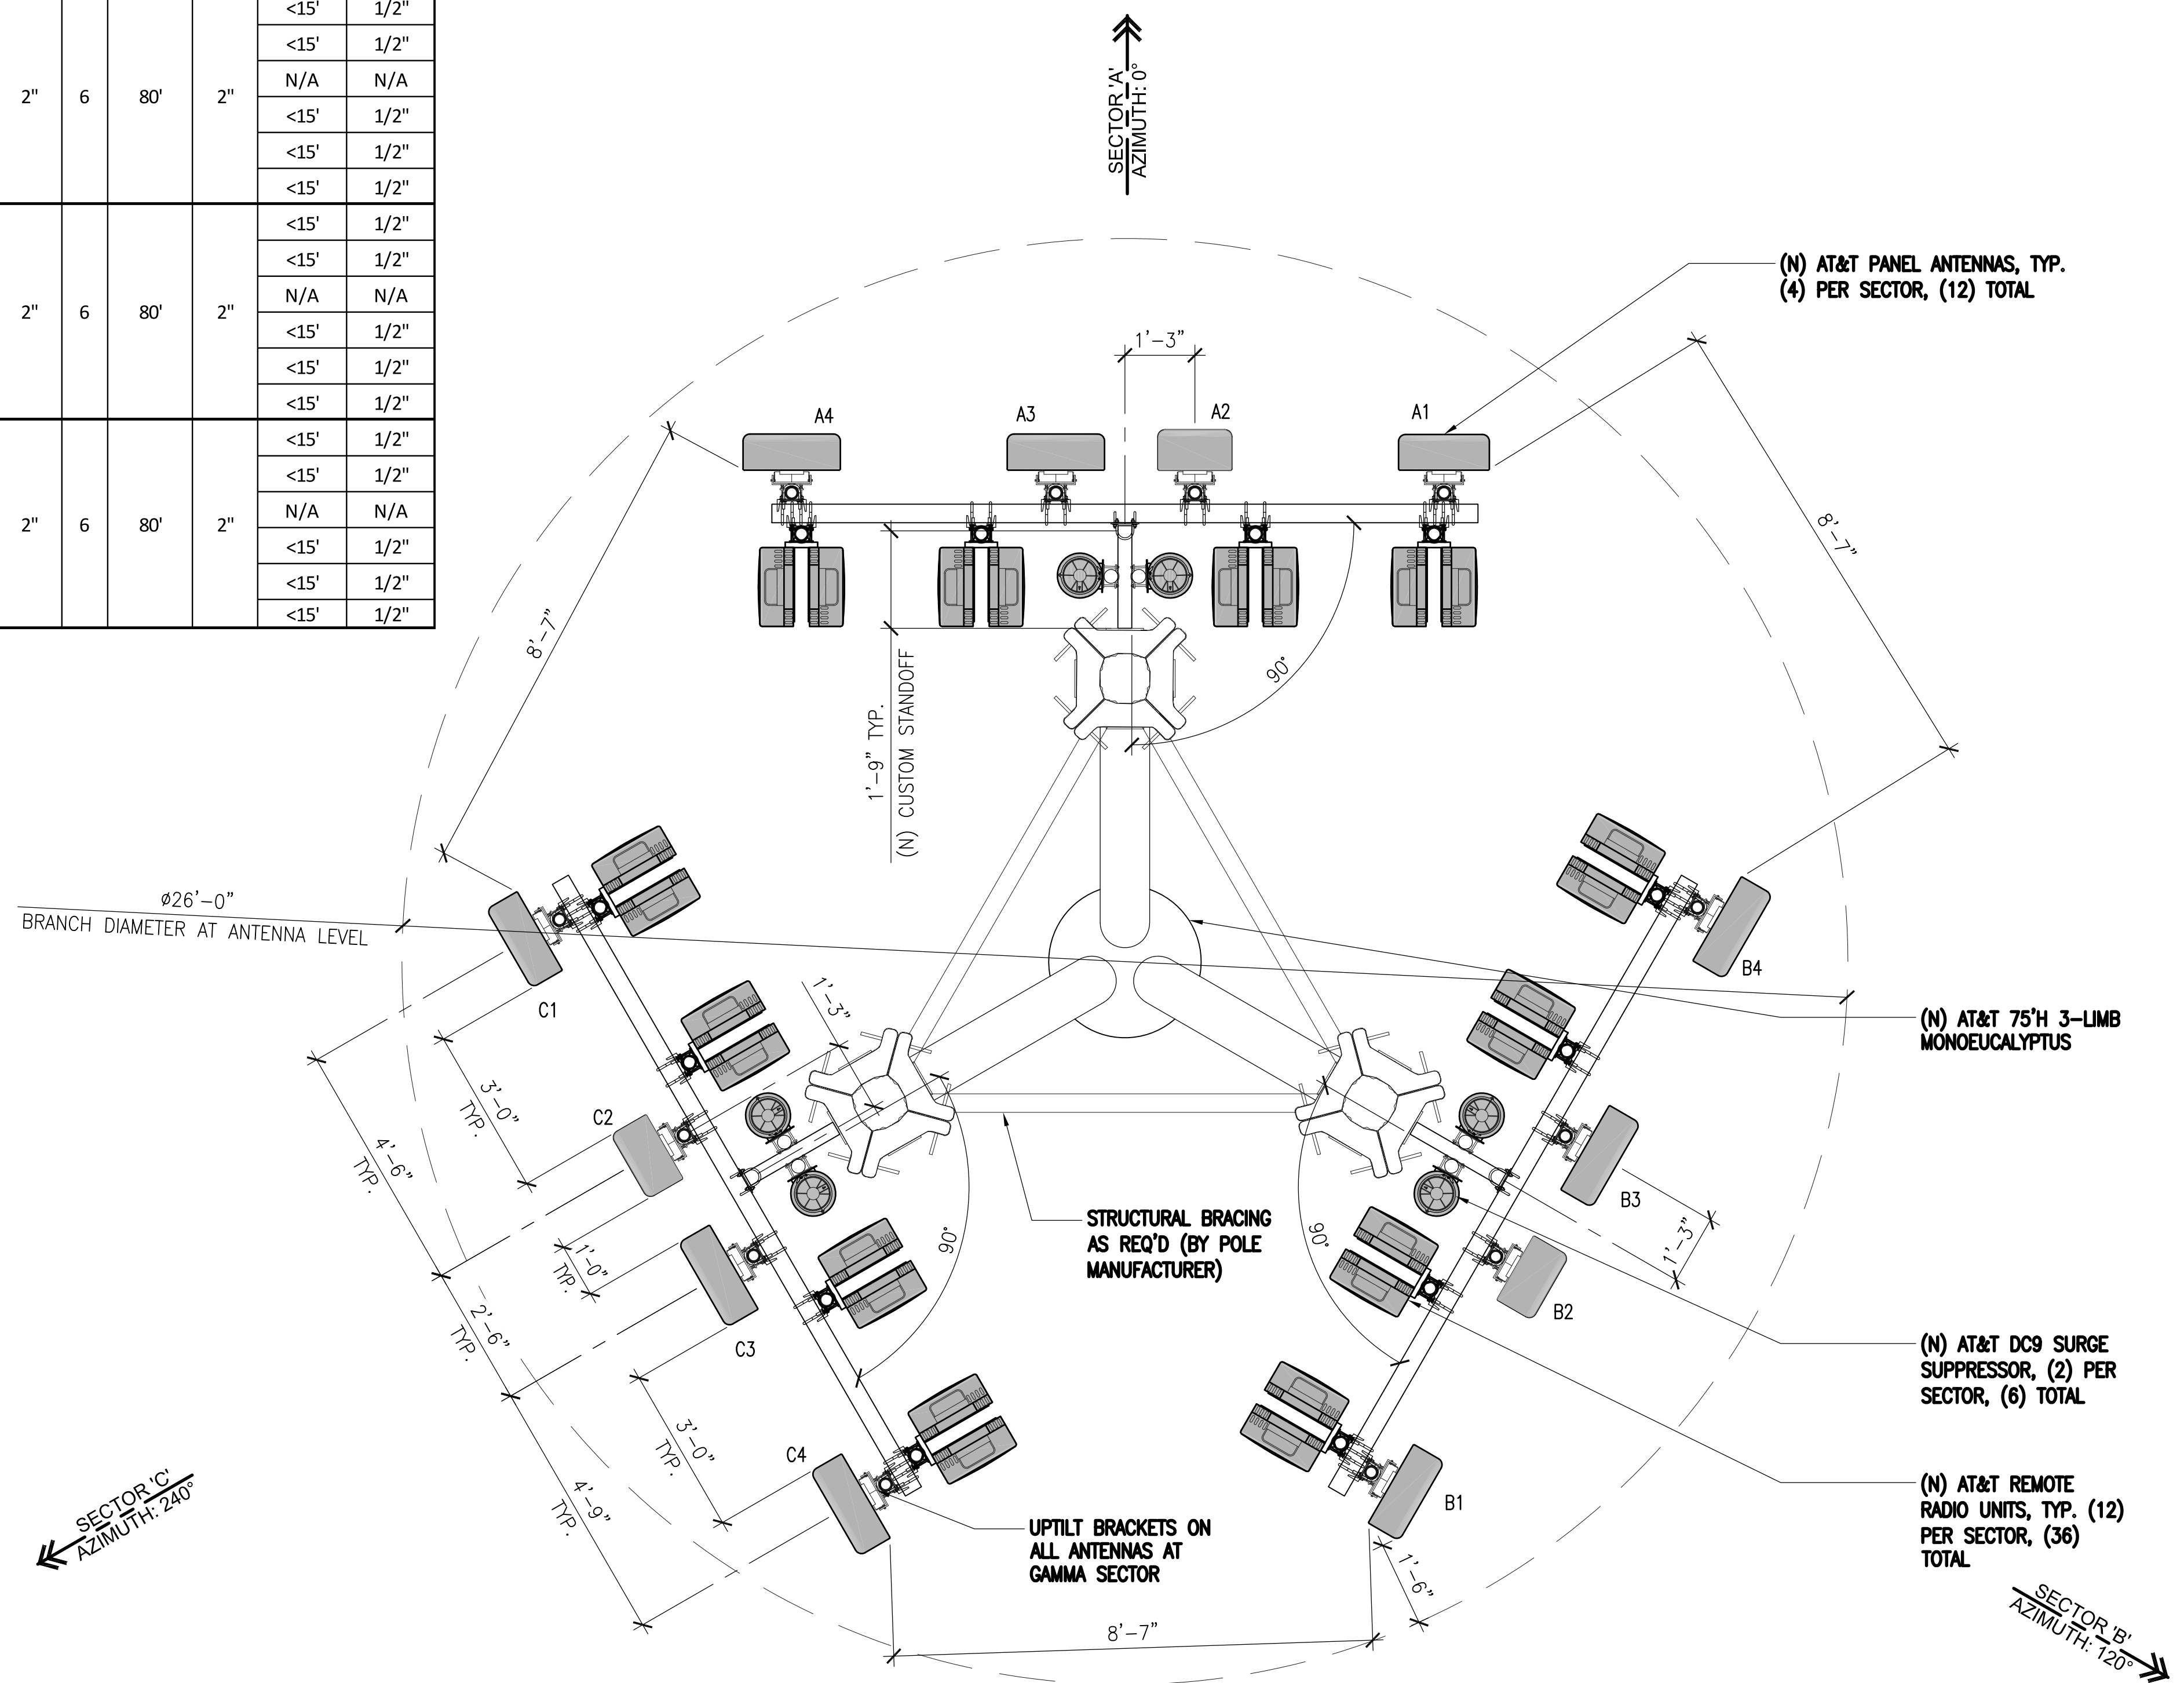 <15' 1/2"
<15' 1/2"
N/A N/A
2" 6 80' 2"
<15' 1/2"
<15' 1/2"
<15' 1/2"
<15' 1/2"
<15' 1/2"
N/A N/A
2" 6 80' 2"
<15' 1/2"
<15' 1/2"
<15' 1/2"
<15' 1/2"
<15' 1/2"
N/A N/A
2" 6 80' 2"
<15' 1/2"
<15' 1/2"
<15' 1/2"
SECTOR 'A'
AZIMUTH: 0°
(N) AT&T PANEL ANTENNAS, TYP.
(4) PER SECTOR, (12) TOTAL
1'-3"
A4
A3
A2
A1
8'-7"
8'-7"
90°
1'-9" TYP.
(N) CUSTOM STANDOFF
ø26'-0"
BRANCH DIAMETER AT ANTENNA LEVEL
B4
C1
1'-3"
(N) AT&T 75'H 3-LIMB
MONOEUCALYPTUS
3'-0"
TYP.
C2
4'-6"
TYP.
B3
STRUCTURAL BRACING
AS REQ'D (BY POLE
MANUFACTURER)
90°
90°
1'-3"
1'-0"
TYP.
B2
2'-6"
TYP.
C3
(N) AT&T DC9 SURGE
SUPPRESSOR, (2) PER
SECTOR, (6) TOTAL
3'-0"
TYP.
C4
4'-9"
TYP.
SECTOR 'C'
AZIMUTH: 240°
B1
(N) AT&T REMOTE
RADIO UNITS, TYP. (12)
PER SECTOR, (36)
TOTAL
UPTILT BRACKETS ON
ALL ANTENNAS AT
GAMMA SECTOR
1'-6"
8'-7"
SECTOR 'B'
AZIMUTH: 120°